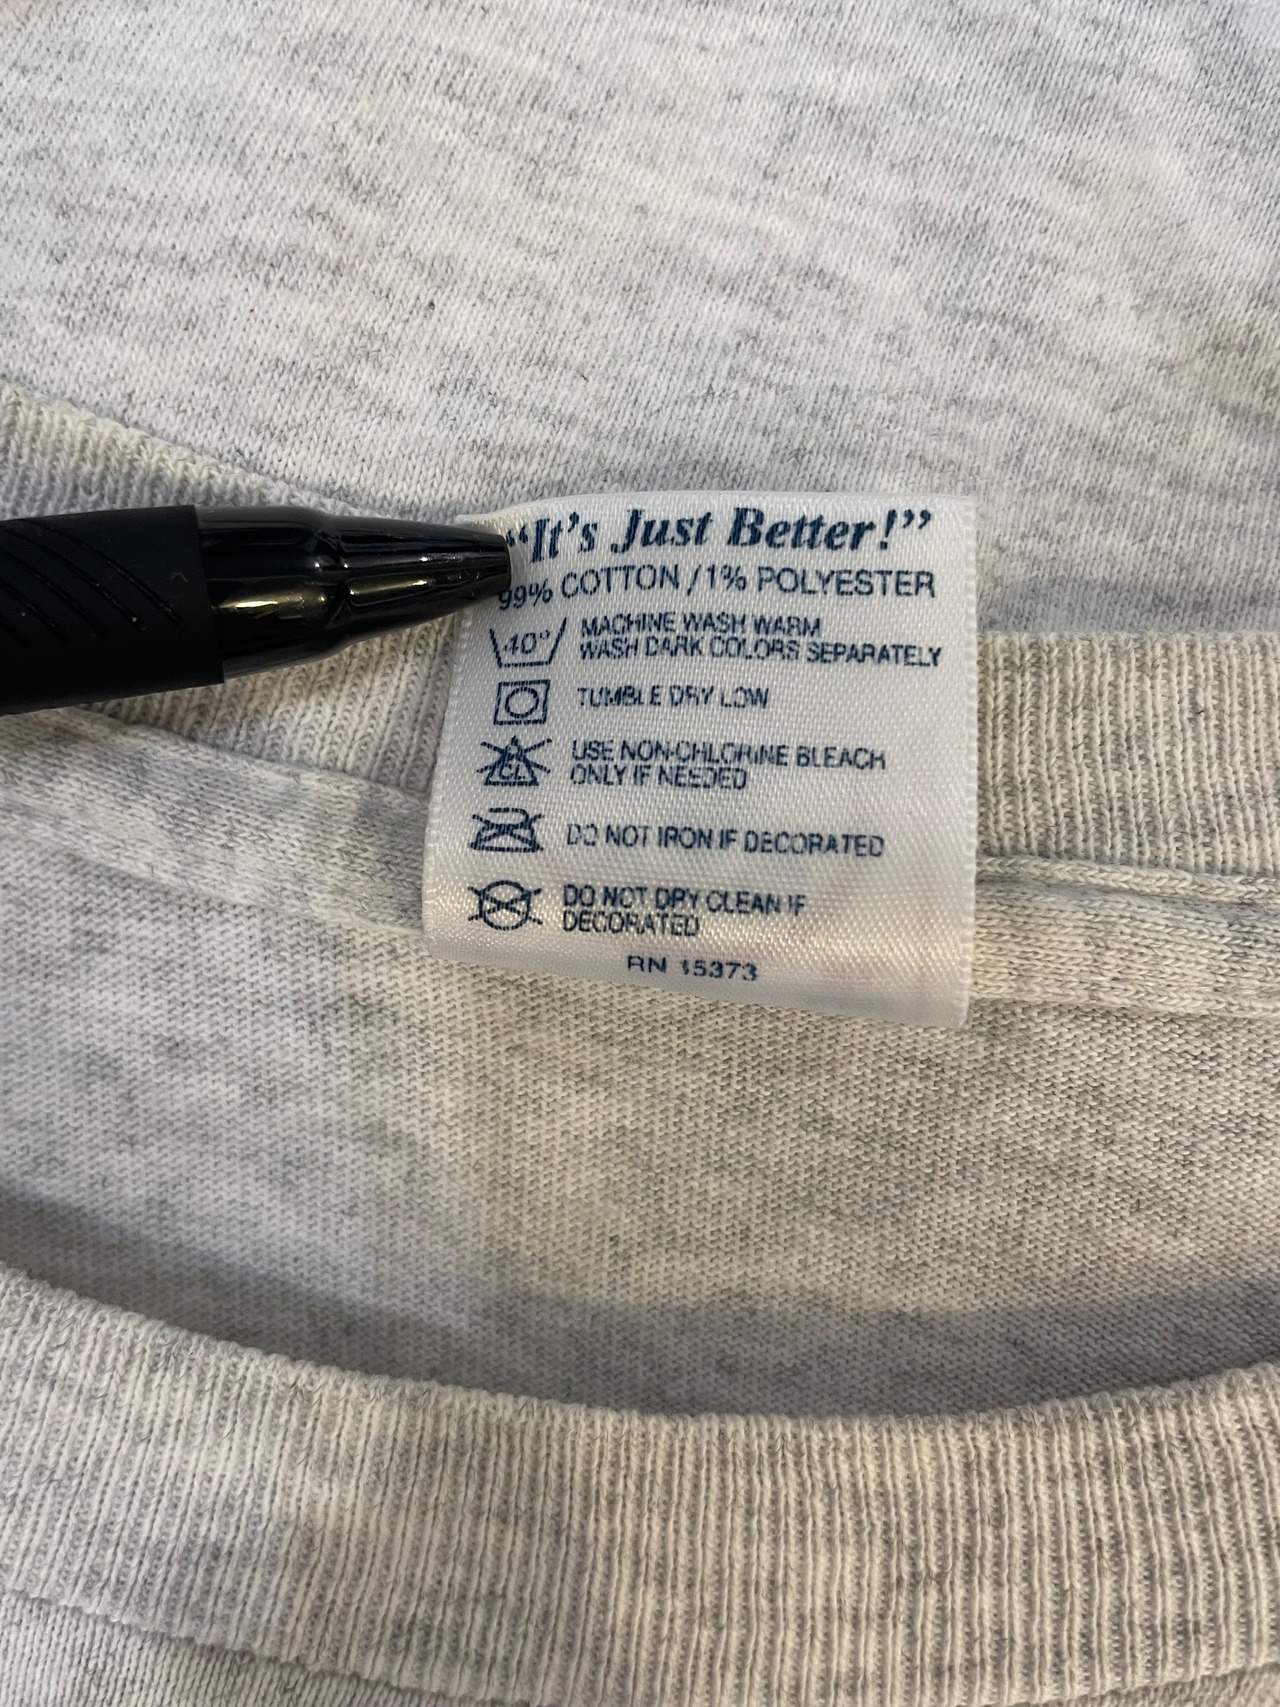 “It's Just Better!”
99% COTTON / 1% POLYESTER
40°
MACHINE WASH WARM
WASH DARK COLORS SEPARATELY
TUMBLE DRY LOW
CL
USE NON-CHLORINE BLEACH
ONLY IF NEEDED
DO NOT IRON IF DECORATED
DO NOT DRY CLEAN IF
DECORATED
RN 15373